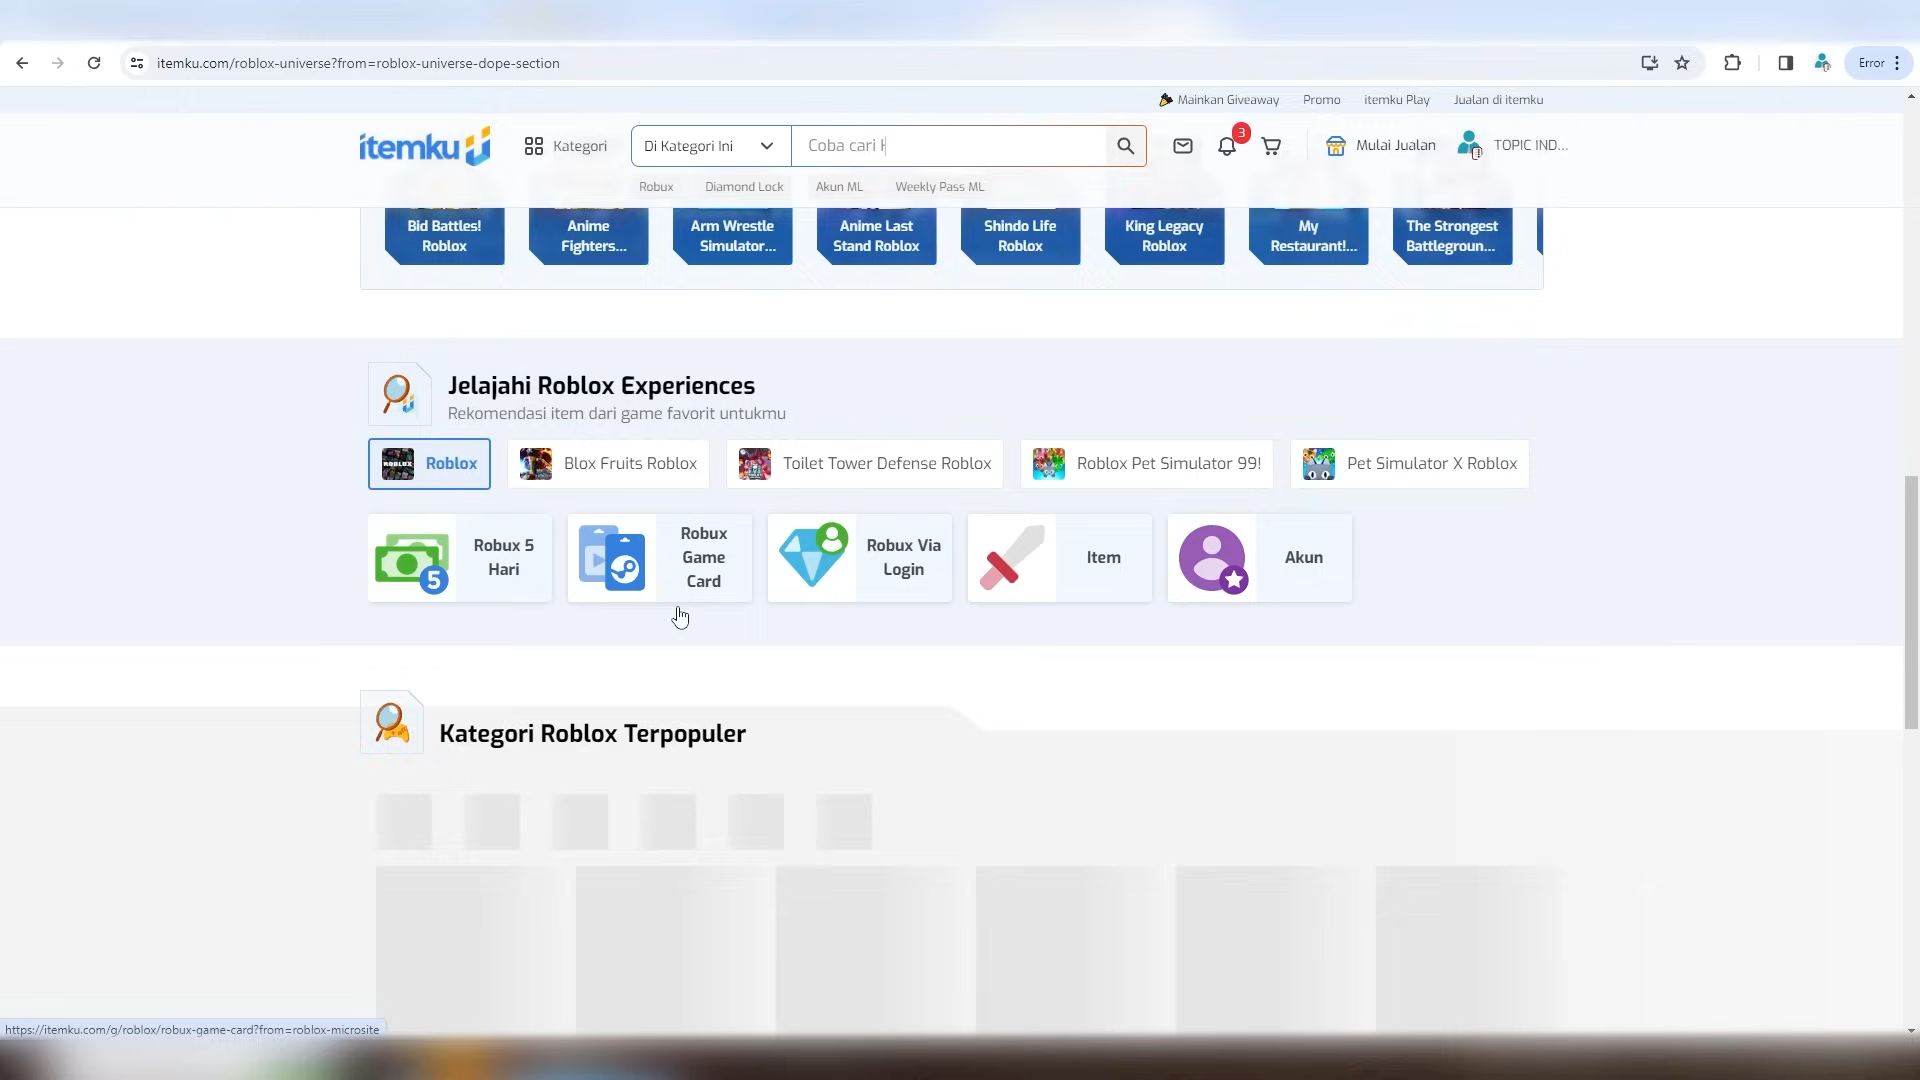 itemku.com/roblox-universe?from=roblox-universe-dope-section
Error
Mainkan Giveaway
Promo
itemku Play
Jualan di itemku
itemku
Kategori
Di Kategori Ini
Coba cari
3
Mulai Jualan
TOPIC IND...
Robux
Diamond Lock
Akun ML
Weekly Pass ML
Bid Battles!
Roblox
Anime
Fighters...
Arm Wrestle
Simulator...
Anime Last
Stand Roblox
Shindo Life
Roblox
King Legacy
Roblox
My
Restaurant!...
The Strongest
Battlegroun...
Jelajahi Roblox Experiences
Rekomendasi item dari game favorit untukmu
ROBLOX
Roblox
Blox Fruits Roblox
Toilet Tower Defense Roblox
Roblox Pet Simulator 99!
Pet Simulator X Roblox
5
Robux 5
Hari
Robux
Game
Card
Robux Via
Login
Item
Akun
Kategori Roblox Terpopuler
https://itemku.com/g/roblox/robux-game-card?from=roblox-microsite